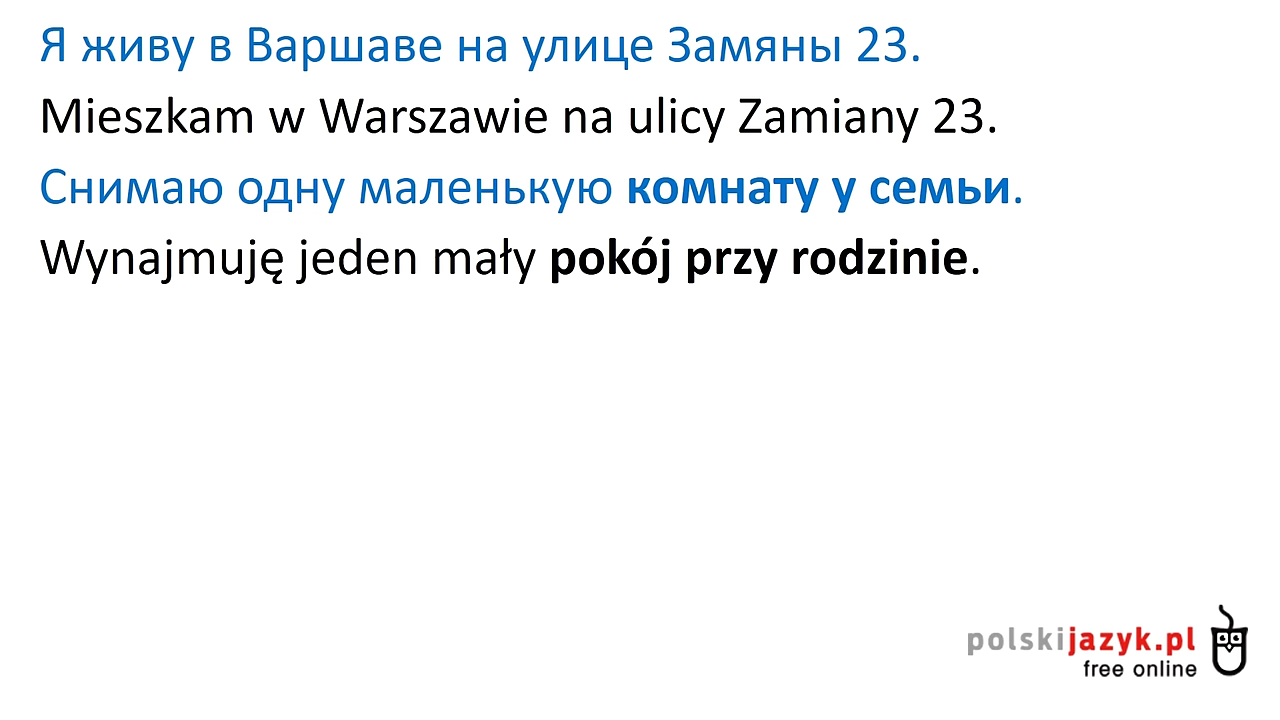 Я живу в Варшаве на улице Замяны 23.
Mieszkam w Warszawie na ulicy Zamiany 23.
Снимаю одну маленькую комнату у семьи.
Wynajmuję jeden mały pokój przy rodzinie.
polskijazyk.pl
free online